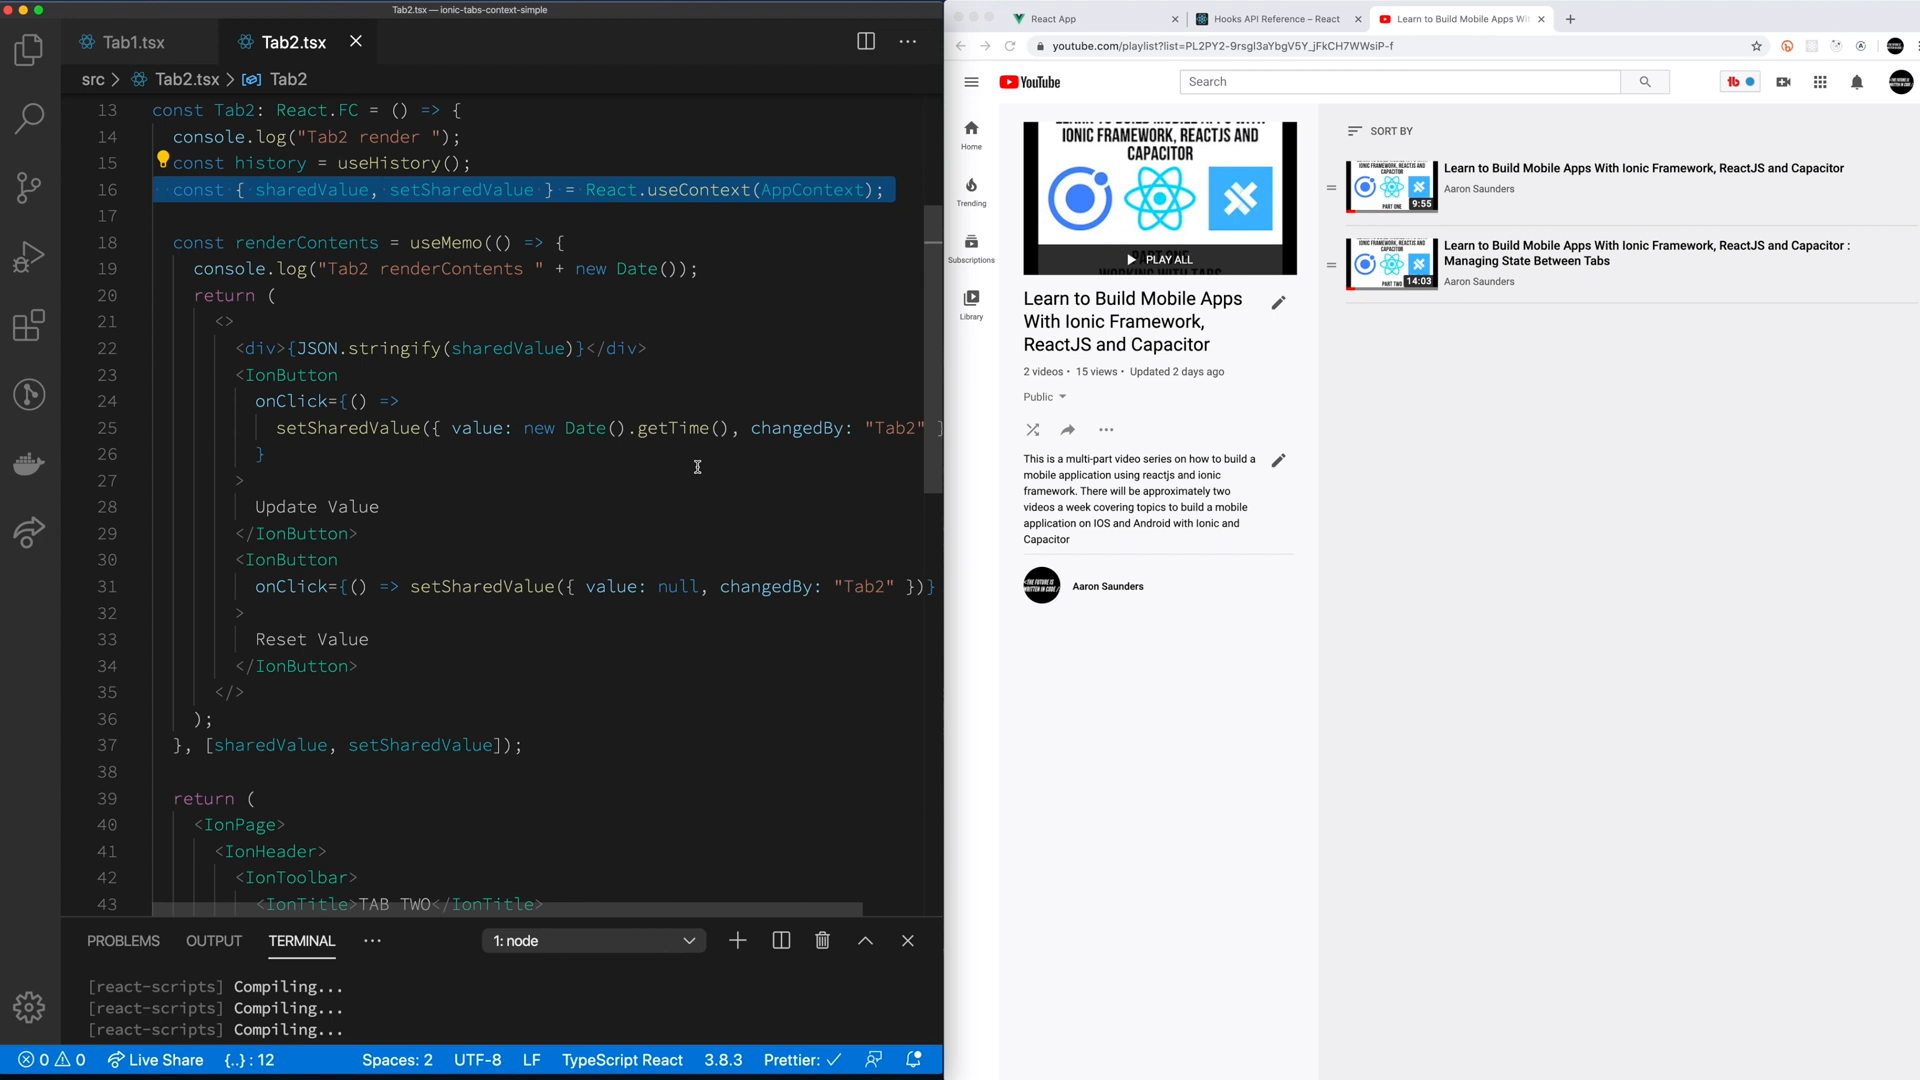 Tab2.tsx — ionic-tabs-context-simple
Tab1.tsx
Tab2.tsx
src > Tab2.tsx > Tab2
13 const Tab2: React.FC = () => {
14 console.log("Tab2 render ");
15 const history = useHistory();
16 const { sharedValue, setSharedValue } = React.useContext(AppContext);
17
18 const renderContents = useMemo(() => {
19 console.log("Tab2 renderContents " + new Date());
20 return (
21 <>
22 <div>{JSON.stringify(sharedValue)}</div>
23 <IonButton
24 onClick={() =>
25 setSharedValue({ value: new Date().getTime(), changedBy: "Tab2" }
26 }
27 >
28 Update Value
29 </IonButton>
30 <IonButton
31 onClick={() => setSharedValue({ value: null, changedBy: "Tab2" })}
32 >
33 Reset Value
34 </IonButton>
35 </>
36 );
37 }, [sharedValue, setSharedValue]);
38
39 return (
40 <IonPage>
41 <IonHeader>
42 <IonToolbar>
43 <IonTitle>TAB TWO</IonTitle>
PROBLEMS OUTPUT TERMINAL ··· 1: node
[react-scripts] Compiling...
[react-scripts] Compiling...
[react-scripts] Compiling...
0 0 Live Share {..} : 12 Spaces: 2 UTF-8 LF TypeScript React 3.8.3 Prettier: ✓
React App
Hooks API Reference – React
Learn to Build Mobile Apps Wi
youtube.com/playlist?list=PL2PY2-9rsgl3aYbgV5Y_jFkCH7WWsiP-f
YouTube
Search
Home
Trending
Subscriptions
Library
IONIC FRAMEWORK, REACTJS AND
CAPACITOR
PLAY ALL
Learn to Build Mobile Apps
With Ionic Framework,
ReactJS and Capacitor
2 videos • 15 views • Updated 2 days ago
Public
This is a multi-part video series on how to build a
mobile application using reactjs and ionic
framework. There will be approximately two
videos a week covering topics to build a mobile
application on IOS and Android with Ionic and
Capacitor
Aaron Saunders
SORT BY
CAPACITOR
PART ONE
9:55
Learn to Build Mobile Apps With Ionic Framework, ReactJS and Capacitor
Aaron Saunders
CAPACITOR
PART TWO
14:03
Learn to Build Mobile Apps With Ionic Framework, ReactJS and Capacitor :
Managing State Between Tabs
Aaron Saunders